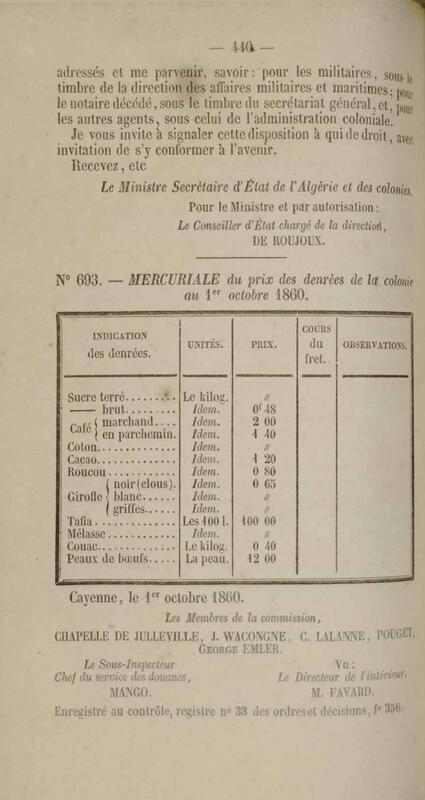 — 440 —
adressés et me parvenir, savoir : pour les militaires, sous le
timbre de la direction des affaires militaires et maritimes; pour
le notaire décédé, sous le timbre du secrétariat général, et, pour
les autres agents, sous celui de l'administration coloniale.
Je vous invite à signaler cette disposition à qui de droit, avec
invitation de s'y conformer à l'avenir.
Recevez, etc
Le Ministre Secrétaire d'État de l'Algérie et des colonies.
Pour le Ministre et par autorisation :
Le Conseiller d'État chargé de la direction,
DE ROUJOUX.
N° 693. — MERCURIALE du prix des denrées de la colonie
au 1er octobre 1860.
INDICATION des denrées. UNITÉS. PRIX. COURS du fret. OBSERVATIONS.
Sucre terré........ Le kilog. //
—— brut......... Idem. 0f 48
Café { marchand.... Idem. 2 00
{ en parchemin. Idem. 1 40
Coton.............. Idem. //
Cacao.............. Idem. 1 20
Roucou............ Idem. 0 80
Girofle { noir (clous). Idem. 0 65
{ blanc...... Idem. //
{ griffes..... Idem. //
Tafia.............. Les 100 l. 100 00
Mélasse............ Idem. //
Couac............. Le kilog. 0 40
Peaux de bœufs..... La peau. 12 00
Cayenne, le 1er octobre 1860.
Les Membres de la commission,
CHAPELLE DE JULLEVILLE, J. WACONGNE, C. LALANNE, POUGET,
GEORGE EMLER.
Le Sous-Inspecteur
Chef du service des douanes,
MANGO.
Vu :
Le Directeur de l'intérieur,
M. FAVARD.
Enregistré au contrôle, registre n° 33 des ordres et décisions, f° 356.